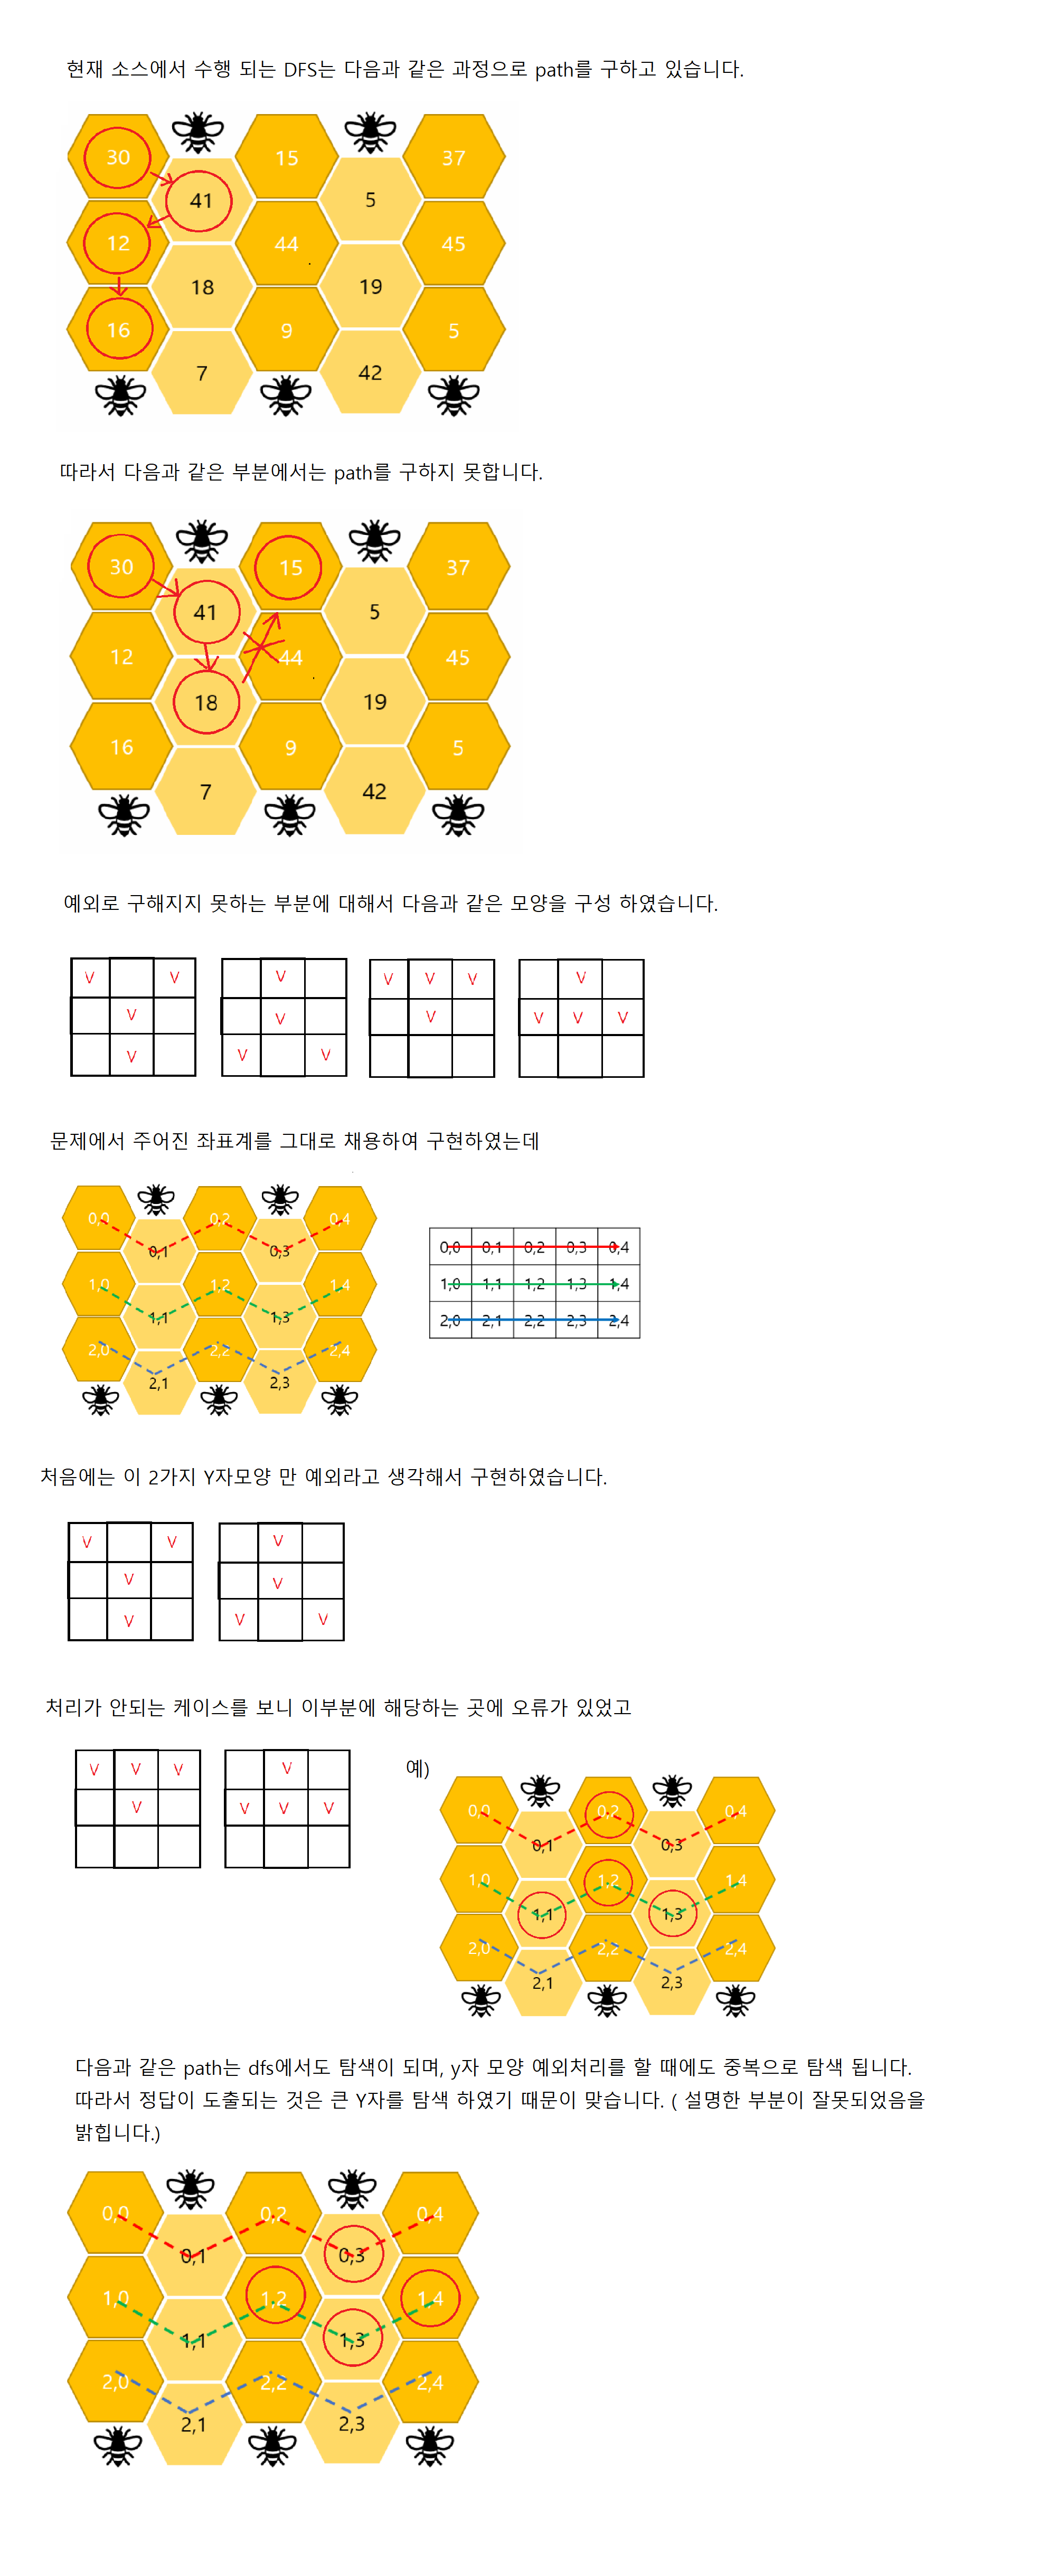 현재 소스에서 수행 되는 DFS는 다음과 같은 과정으로 path를 구하고 있습니다.
30 15 37
41 5
12 44 45
18 19
16 9 5
7 42
따라서 다음과 같은 부분에서는 path를 구하지 못합니다.
30 15 37
41 5
12 44 45
18 19
16 9 5
7 42
예외로 구해지지 못하는 부분에 대해서 다음과 같은 모양을 구성 하였습니다.
V V V V V V V
V V V V V V
V V V
문제에서 주어진 좌표계를 그대로 채용하여 구현하였는데
0,0 0,2 0,4
0,1 0,3
1,0 1,2 1,4
1,1 1,3
2,0 2,2 2,4
2,1 2,3
0,0 0,1 0,2 0,3 0,4
1,0 1,1 1,2 1,3 1,4
2,0 2,1 2,2 2,3 2,4
처음에는 이 2가지 Y자모양 만 예외라고 생각해서 구현하였습니다.
V V V
V V
V V V
처리가 안되는 케이스를 보니 이부분에 해당하는 곳에 오류가 있었고
V V V V
V V V V
예)
0,0 0,2 0,4
0,1 0,3
1,0 1,2 1,4
1,1 1,3
2,0 2,2 2,4
2,1 2,3
다음과 같은 path는 dfs에서도 탐색이 되며, y자 모양 예외처리를 할 때에도 중복으로 탐색 됩니다.
따라서 정답이 도출되는 것은 큰 Y자를 탐색 하였기 때문이 맞습니다. ( 설명한 부분이 잘못되었음을
밝힙니다.)
0,0 0,2 0,4
0,1 0,3
1,0 1,2 1,4
1,1 1,3
2,0 2,2 2,4
2,1 2,3